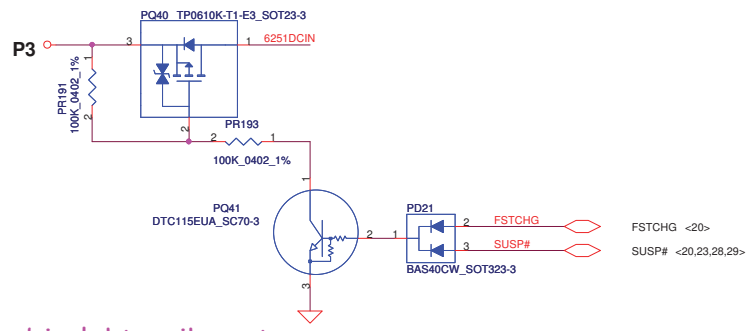 PQ40 TP0610K-T1-E3_SOT23-3
P3
3
1
6251DCIN
1
PR191
100K_0402_1%
2
2
PR193
2
1
100K_0402_1%
1
PQ41
DTC115EUA_SC70-3
2
3
PD21
1
2
FSTCHG
FSTCHG <20>
3
SUSP#
SUSP# <20,23,28,29>
BAS40CW_SOT323-3